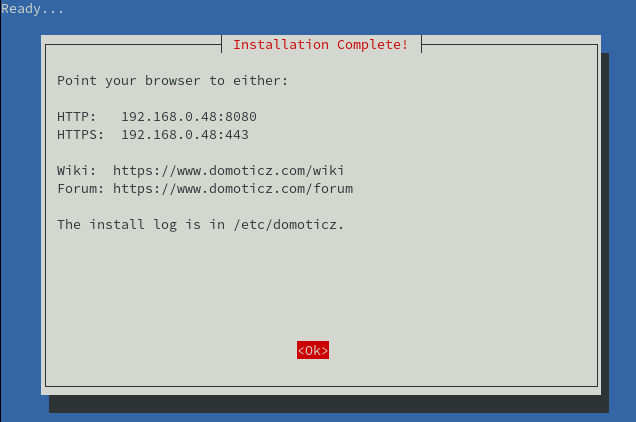 Ready...
Installation Complete!
Point your browser to either:
HTTP:   192.168.0.48:8080
HTTPS:  192.168.0.48:443
Wiki:  https://www.domoticz.com/wiki
Forum: https://www.domoticz.com/forum
The install log is in /etc/domoticz.
<Ok>